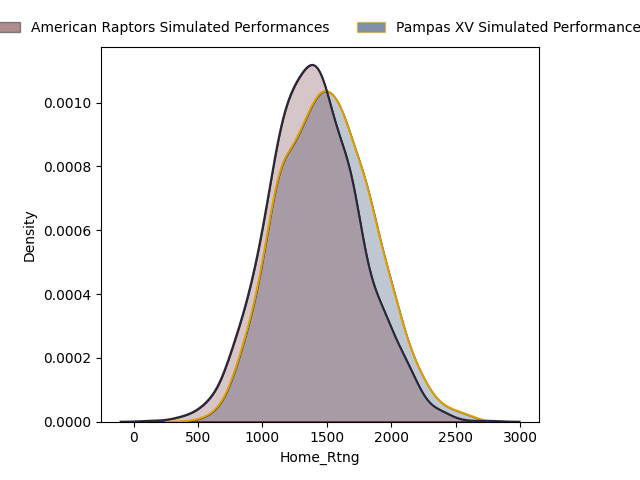 American Raptors Simulated Performances Pampas XV Simulated Performance
0.0010
0.0008
0.0006
0.0004
0.0002
0.0000
Density
0 500 1000 1500 2000 2500 3000
Home_Rtng